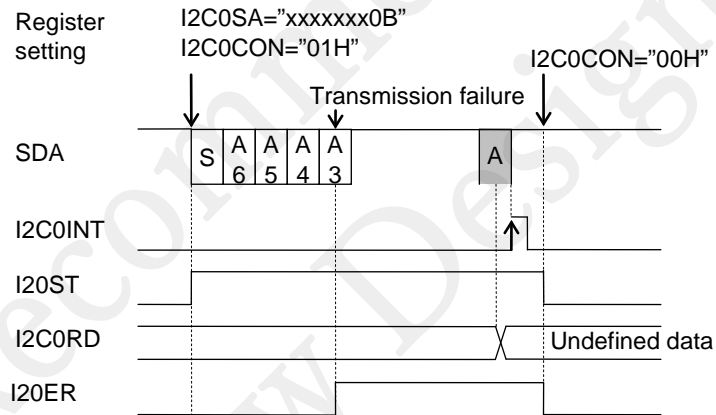 Register
setting
I2C0SA="xxxxxxx0B"
I2C0CON="01H"
I2C0CON="00H"
Transmission failure
SDA
S
A
6
A
5
A
4
A
3
A
I2C0INT
I20ST
I2C0RD
Undefined data
I20ER